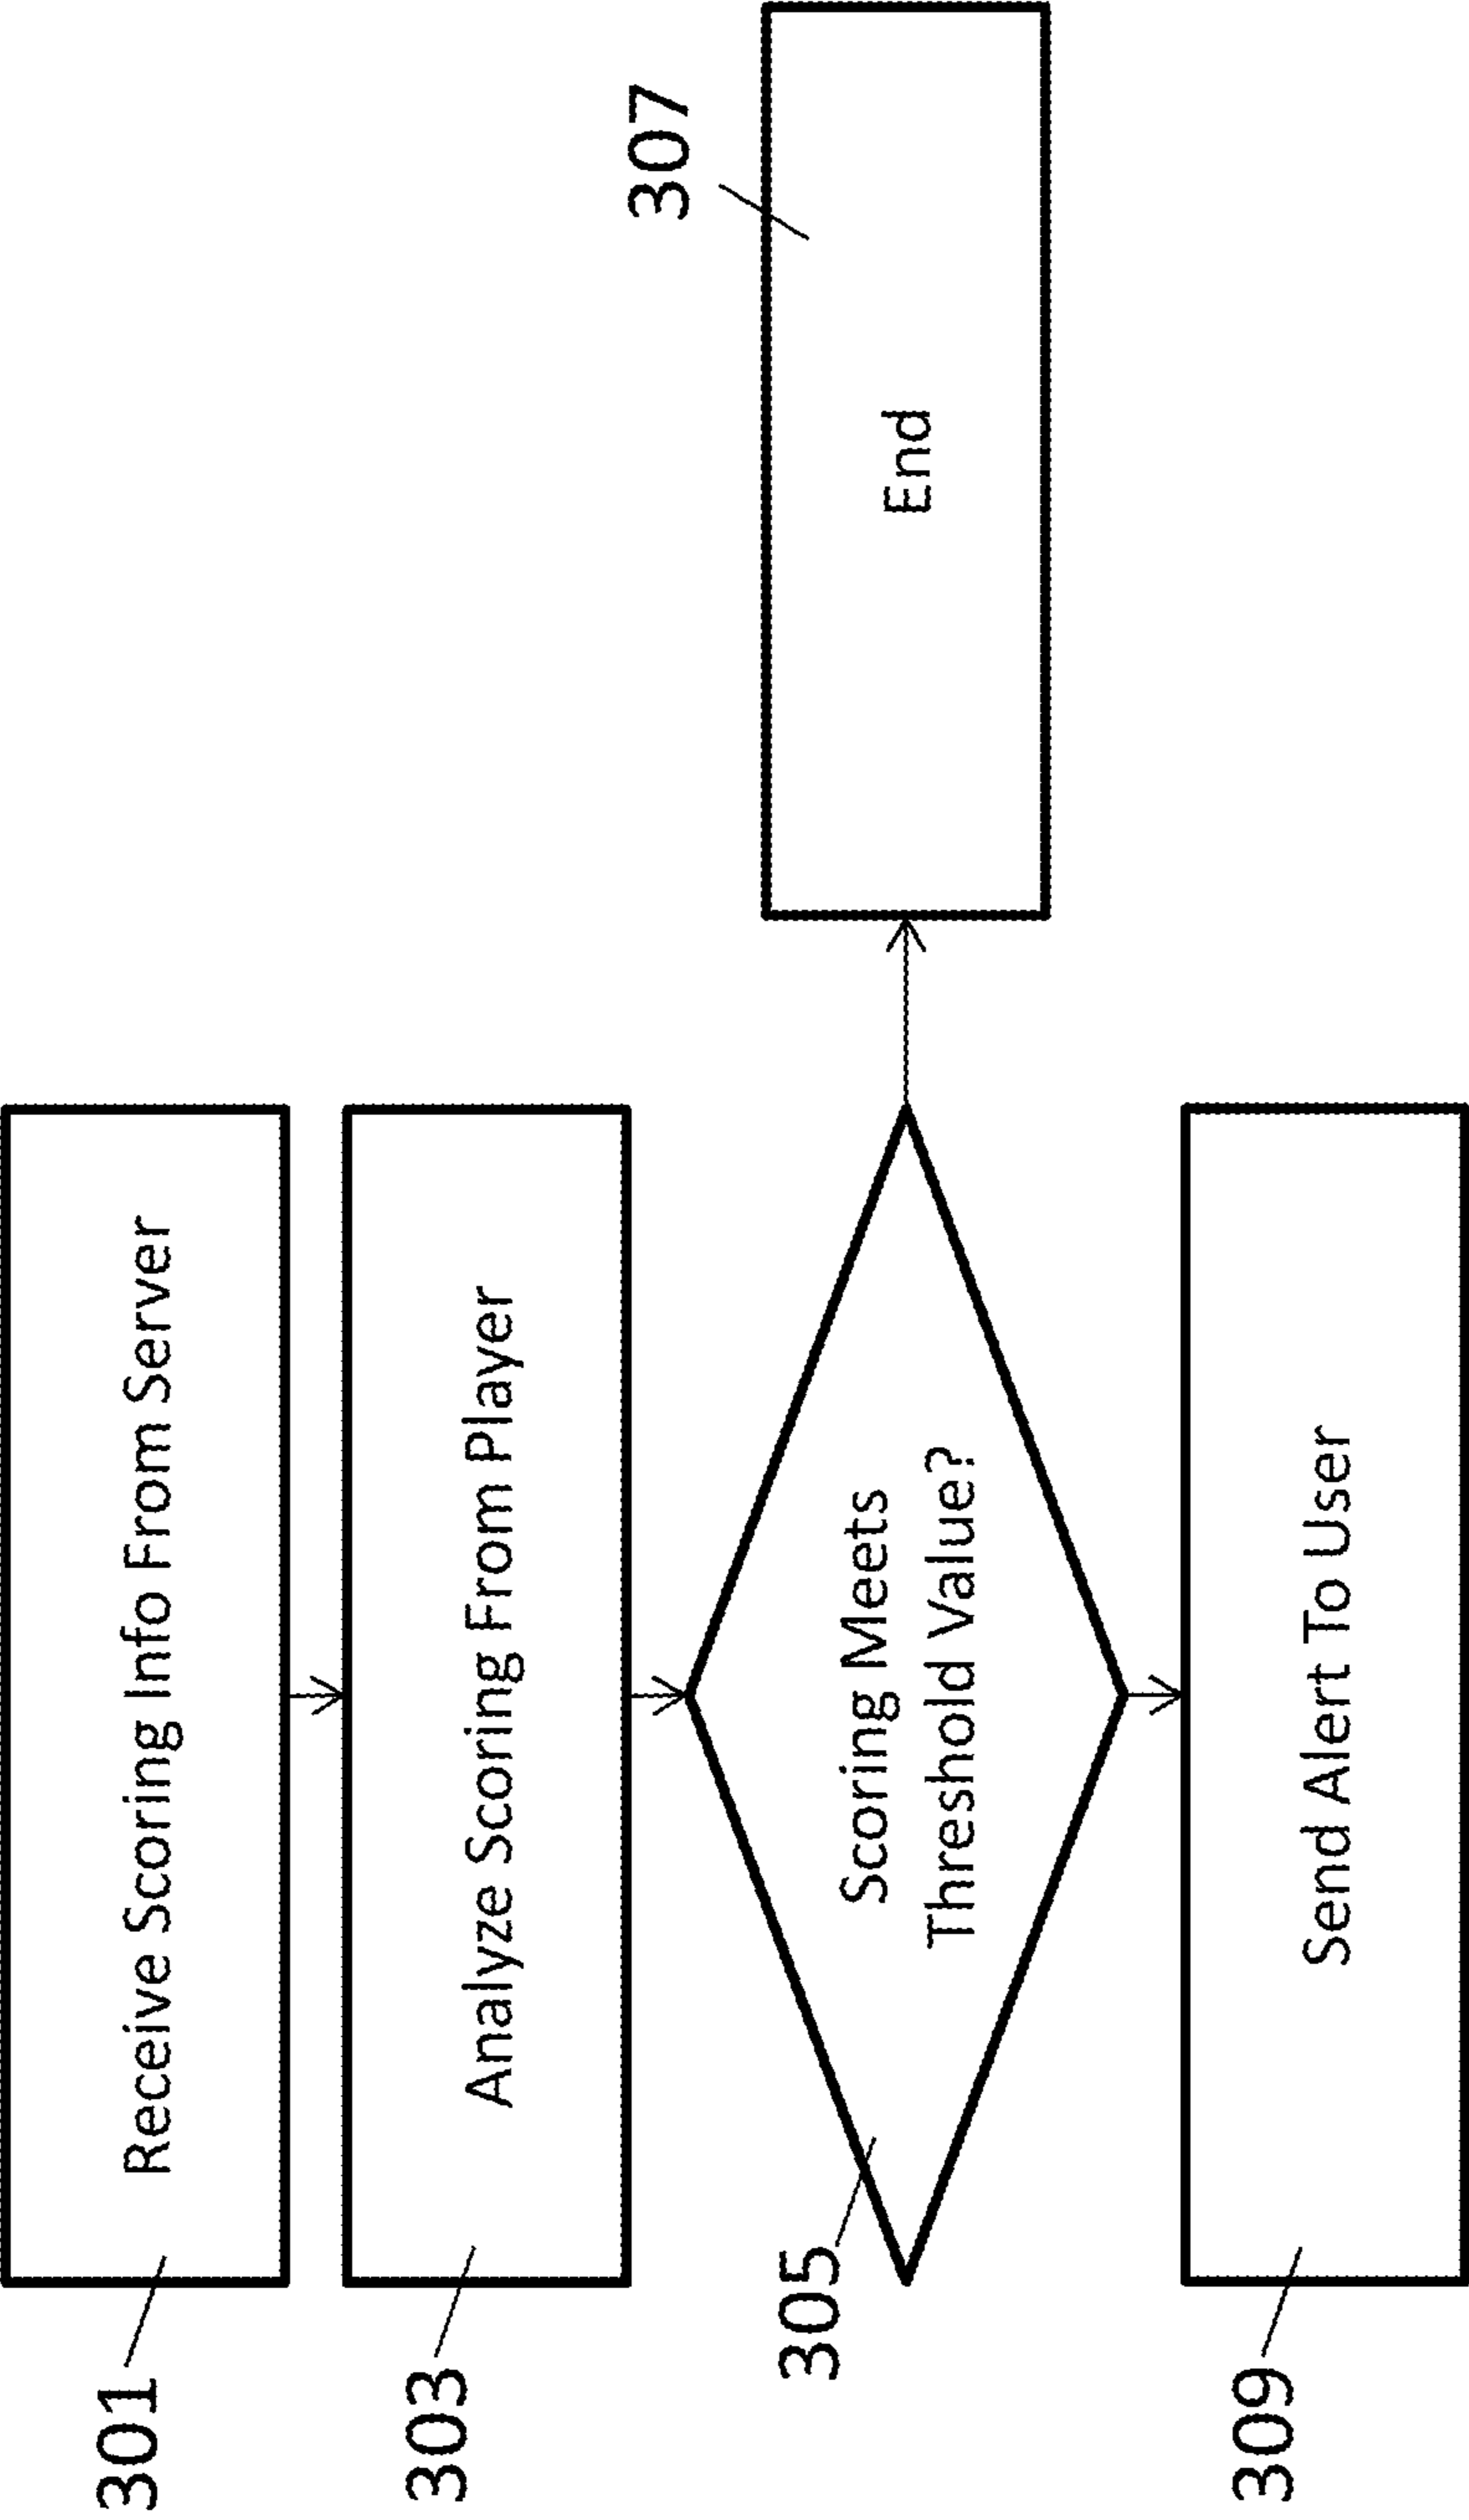 301
Receive Scoring Info From Server
303
Analyze Scoring From Player
305
Scoring Meets
Threshold Value?
307
End
309
Send Alert To User